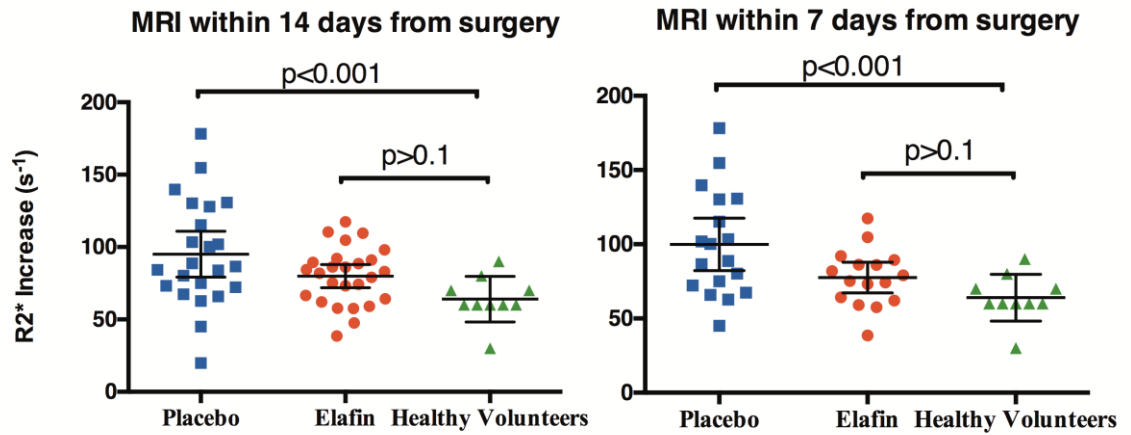 MRI within 14 days from surgery
p<0.001
p>0.1
R2* Increase (s⁻¹)
200
150
100
50
0
Placebo Elafin Healthy Volunteers
MRI within 7 days from surgery
p<0.001
p>0.1
200
150
100
50
0
Placebo Elafin Healthy Volunteers